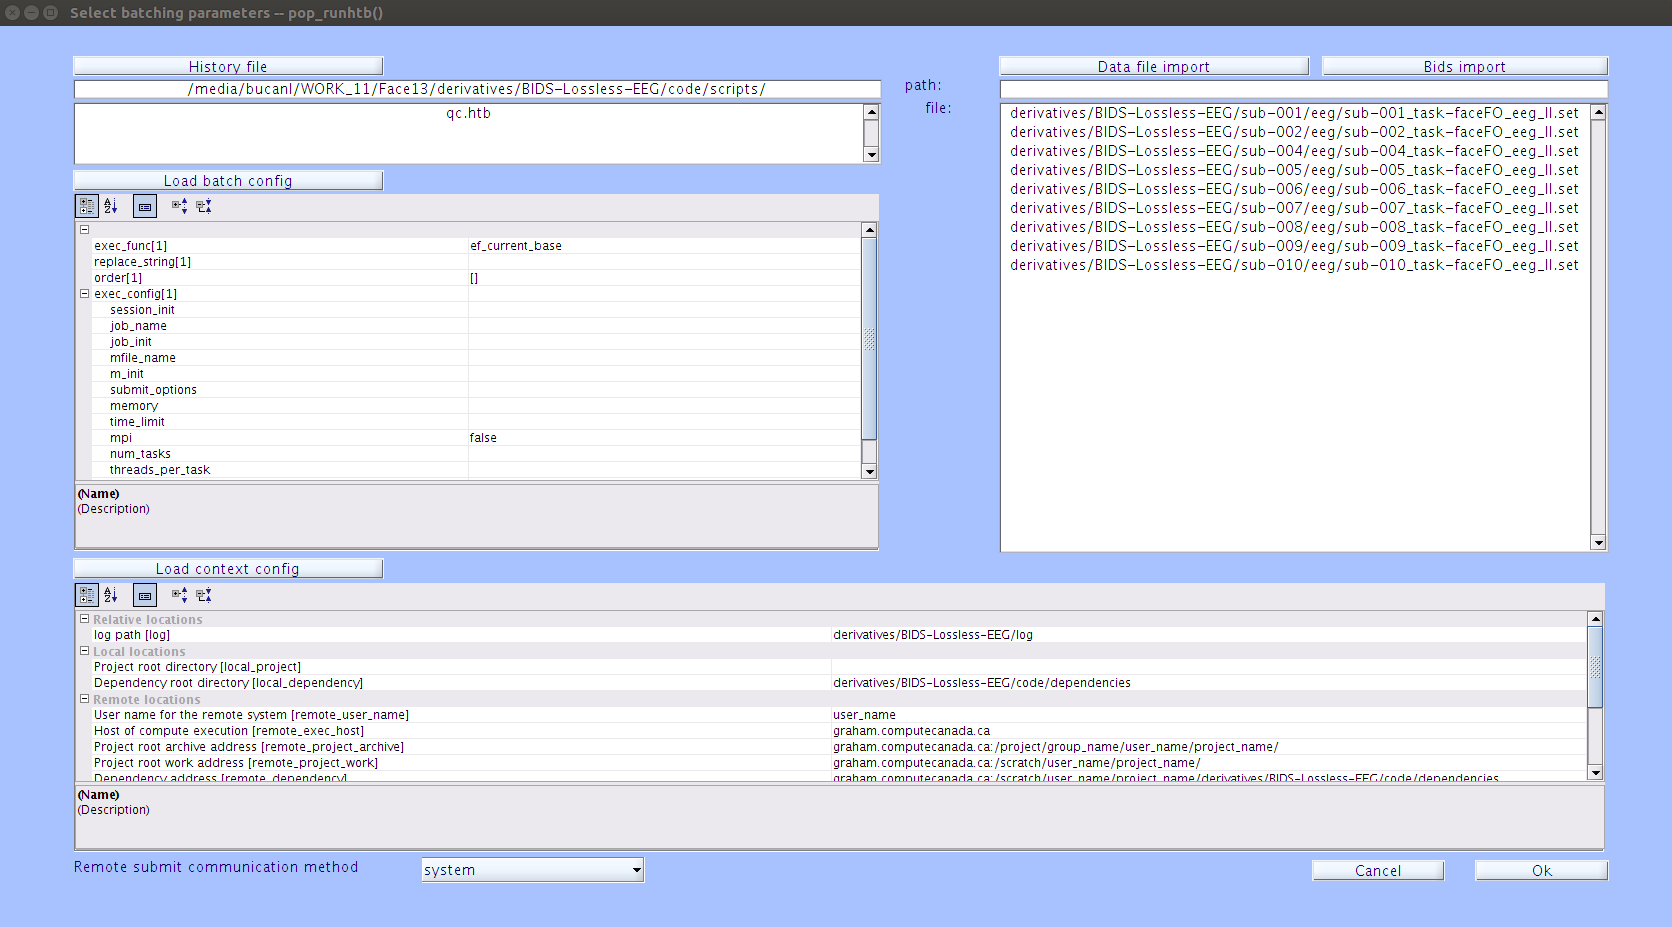 Select batching parameters -- pop_runhtb()
History file
/media/bucanl/WORK_11/Face13/derivatives/BIDS-Lossless-EEG/code/scripts/
qc.htb
Load batch config
exec_func[1] ef_current_base
replace_string[1]
order[1] []
exec_config[1]
session_init
job_name
job_init
mfile_name
m_init
submit_options
memory
time_limit
mpi false
num_tasks
threads_per_task
(Name)
(Description)
Data file import
Bids import
path:
file:
derivatives/BIDS-Lossless-EEG/sub-001/eeg/sub-001_task-faceFO_eeg_ll.set
derivatives/BIDS-Lossless-EEG/sub-002/eeg/sub-002_task-faceFO_eeg_ll.set
derivatives/BIDS-Lossless-EEG/sub-004/eeg/sub-004_task-faceFO_eeg_ll.set
derivatives/BIDS-Lossless-EEG/sub-005/eeg/sub-005_task-faceFO_eeg_ll.set
derivatives/BIDS-Lossless-EEG/sub-006/eeg/sub-006_task-faceFO_eeg_ll.set
derivatives/BIDS-Lossless-EEG/sub-007/eeg/sub-007_task-faceFO_eeg_ll.set
derivatives/BIDS-Lossless-EEG/sub-008/eeg/sub-008_task-faceFO_eeg_ll.set
derivatives/BIDS-Lossless-EEG/sub-009/eeg/sub-009_task-faceFO_eeg_ll.set
derivatives/BIDS-Lossless-EEG/sub-010/eeg/sub-010_task-faceFO_eeg_ll.set
Load context config
Relative locations
log path [log] derivatives/BIDS-Lossless-EEG/log
Local locations
Project root directory [local_project]
Dependency root directory [local_dependency] derivatives/BIDS-Lossless-EEG/code/dependencies
Remote locations
User name for the remote system [remote_user_name] user_name
Host of compute execution [remote_exec_host] graham.computecanada.ca
Project root archive address [remote_project_archive] graham.computecanada.ca:/project/group_name/user_name/project_name/
Project root work address [remote_project_work] graham.computecanada.ca:/scratch/user_name/project_name/
Dependency address [remote_dependency] graham.computecanada.ca:/scratch/user_name/project_name/derivatives/BIDS-Lossless-EEG/code/dependencies
(Name)
(Description)
Remote submit communication method
system
Cancel
Ok